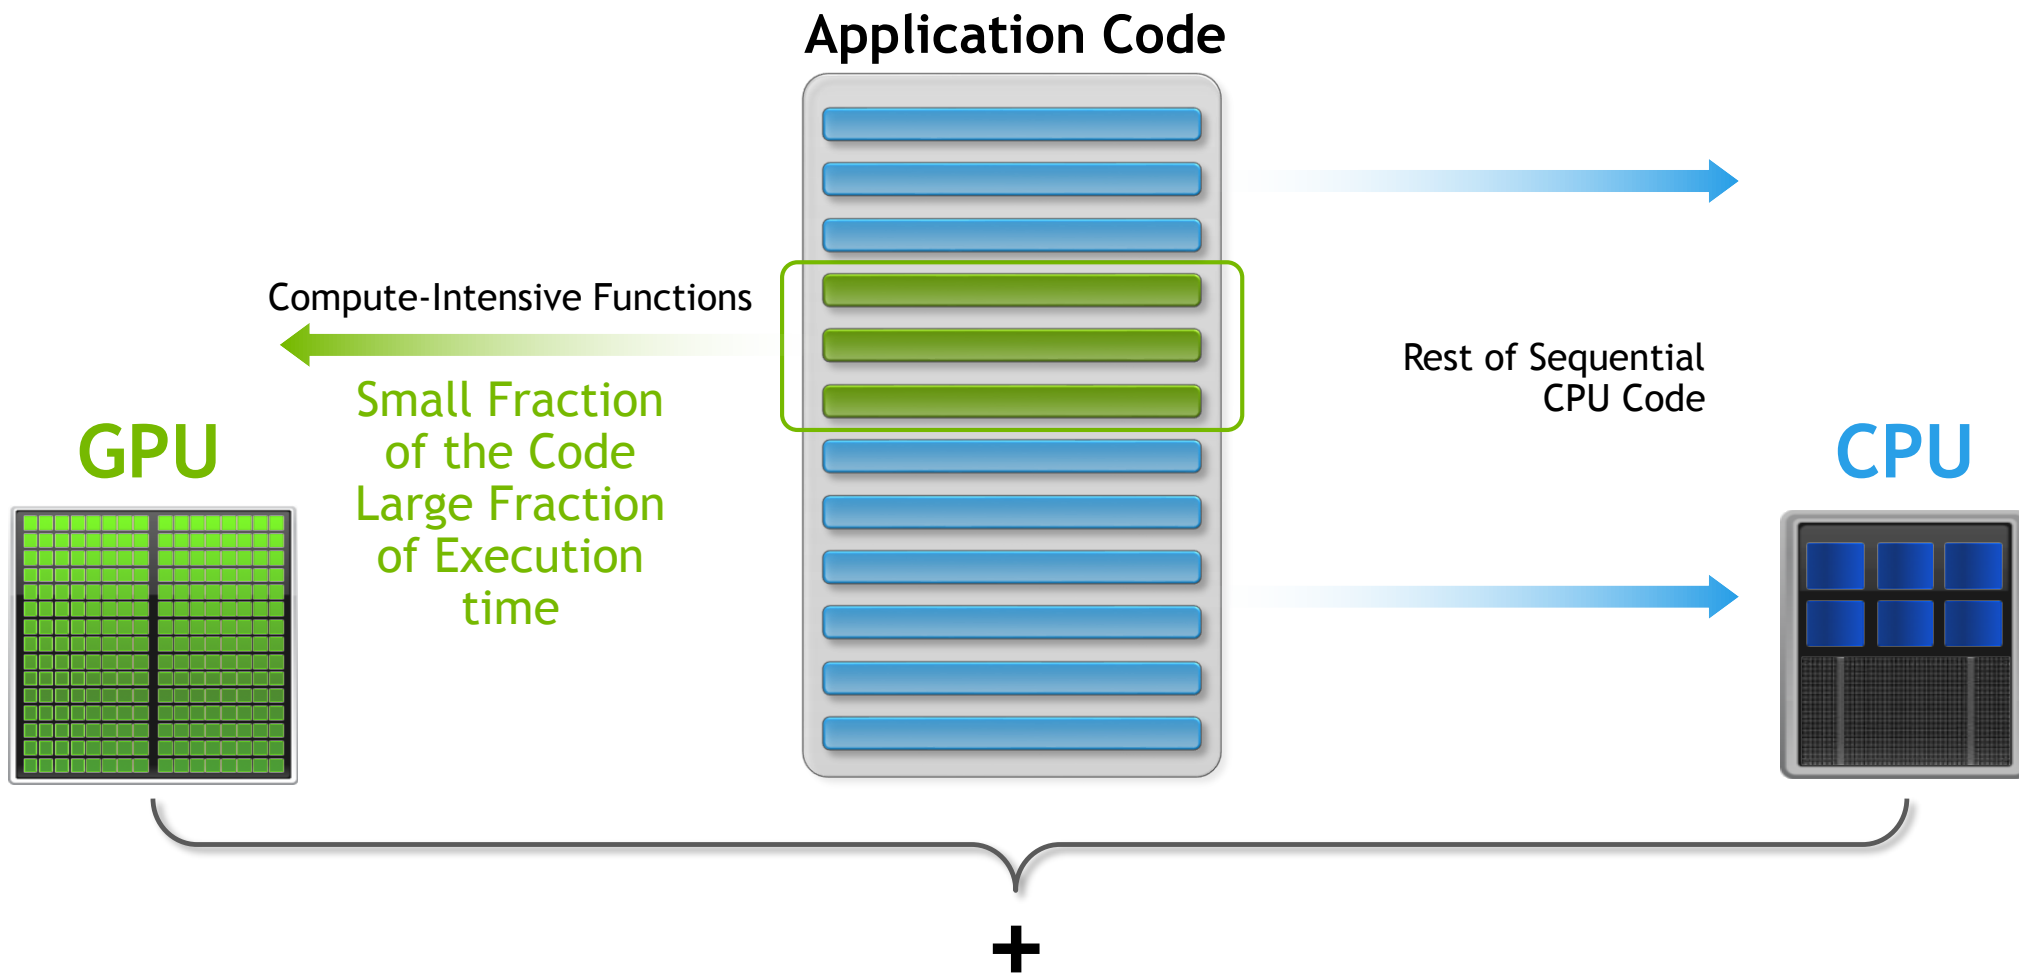 Application Code
Compute-Intensive Functions
Small Fraction
of the Code
Large Fraction
of Execution
time
GPU
Rest of Sequential
CPU Code
CPU
+